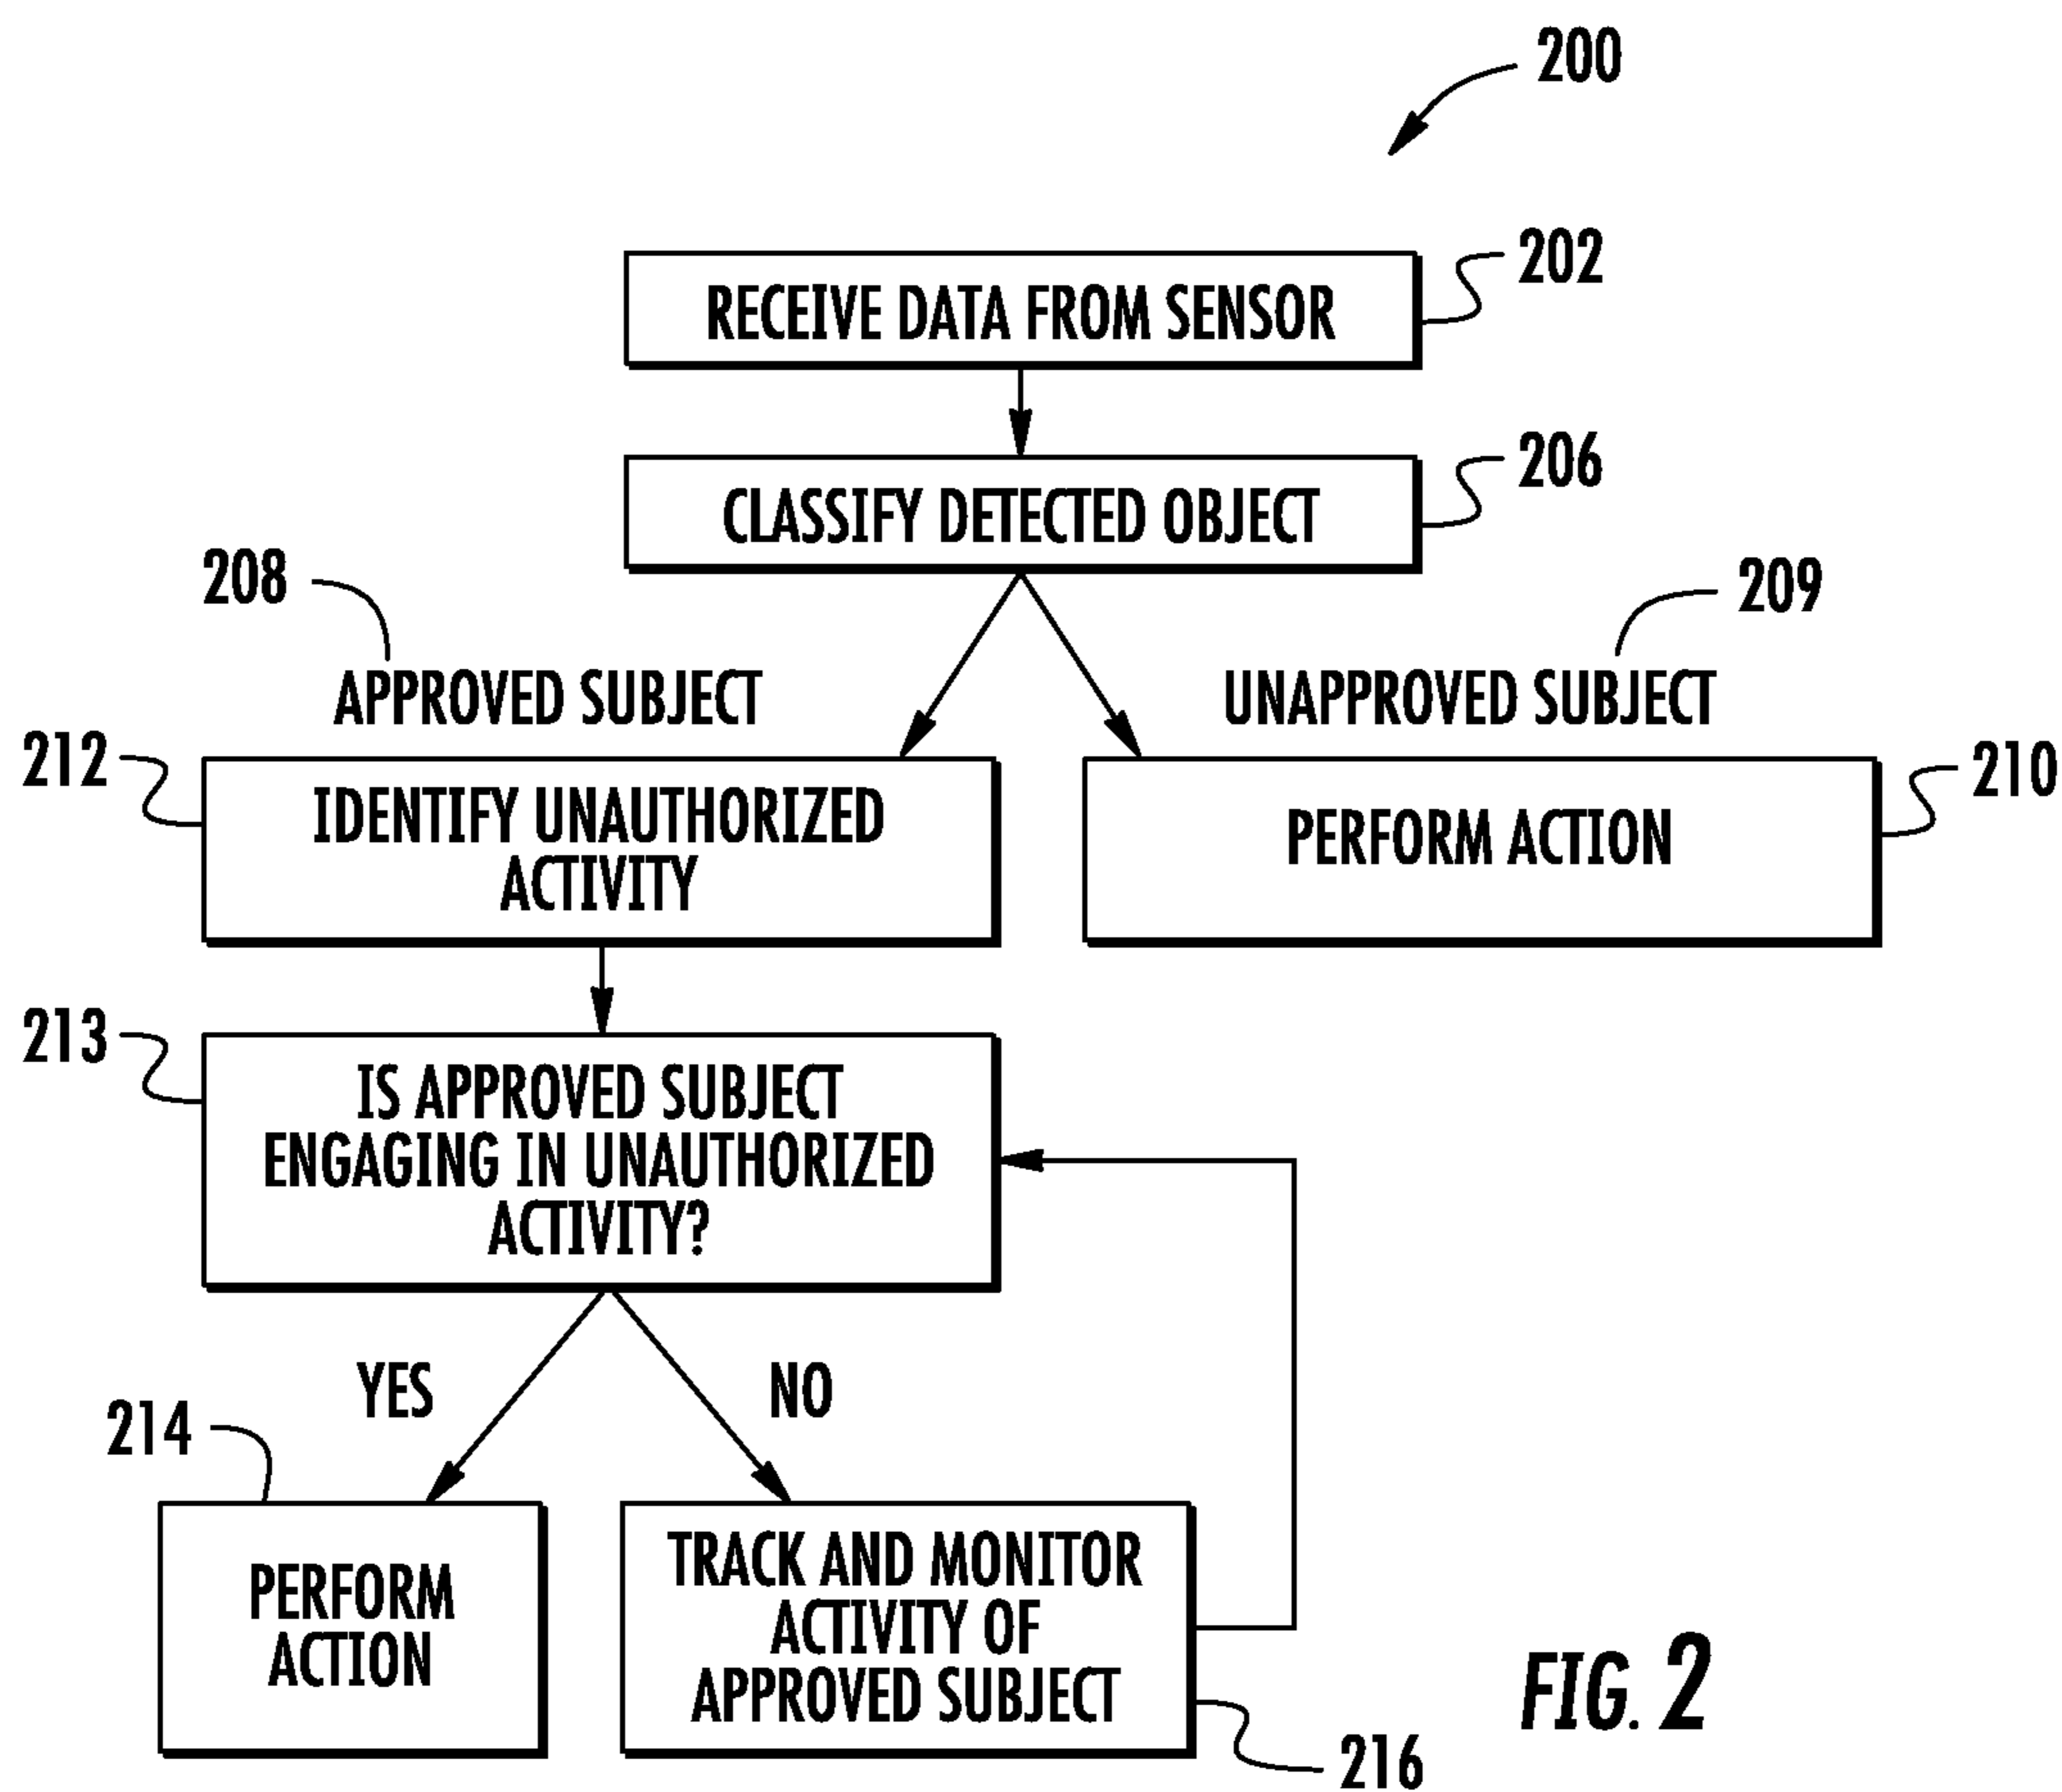 200
RECEIVE DATA FROM SENSOR
202
CLASSIFY DETECTED OBJECT
206
208
209
APPROVED SUBJECT
UNAPPROVED SUBJECT
212
IDENTIFY UNAUTHORIZED
ACTIVITY
PERFORM ACTION
210
213
IS APPROVED SUBJECT
ENGAGING IN UNAUTHORIZED
ACTIVITY?
YES
NO
214
PERFORM
ACTION
TRACK AND MONITOR
ACTIVITY OF
APPROVED SUBJECT
216
FIG. 2